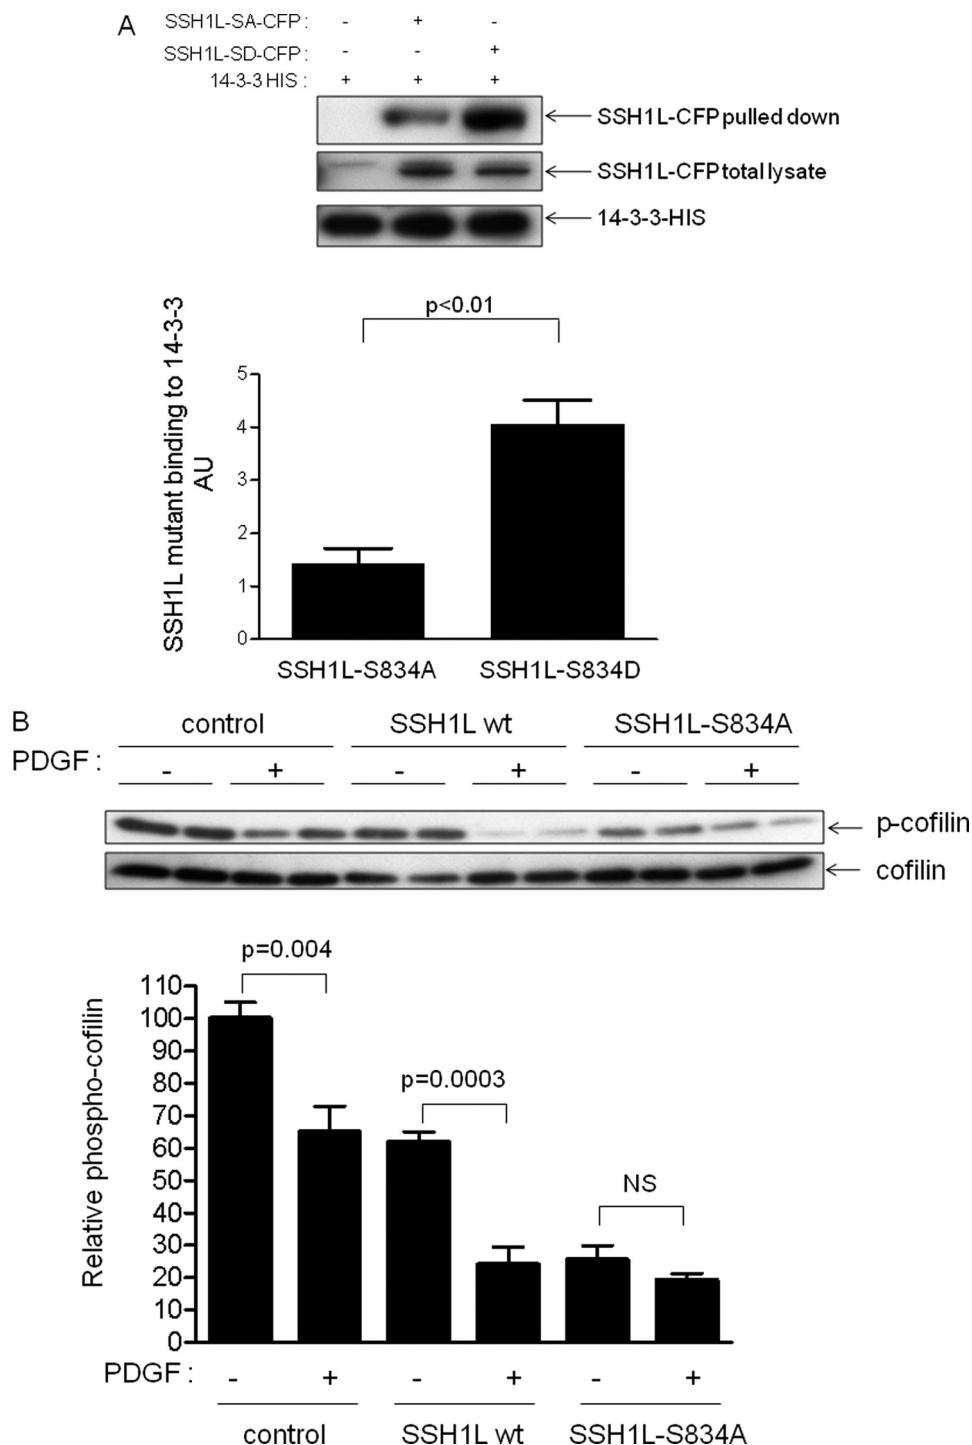 A
SSH1L-SA-CFP : - + -
SSH1L-SD-CFP : - - +
14-3-3 HIS : + + +
SSH1L-CFP pulled down
SSH1L-CFP total lysate
14-3-3-HIS
p<0.01
SSH1L mutant binding to 14-3-3
AU
5
4
3
2
1
0
SSH1L-S834A SSH1L-S834D
B
control SSH1L wt SSH1L-S834A
PDGF : - + - + - +
p-cofilin
cofilin
p=0.004
p=0.0003
NS
Relative phospho-cofilin
110
100
90
80
70
60
50
40
30
20
10
0
PDGF : - + - + - +
control SSH1L wt SSH1L-S834A